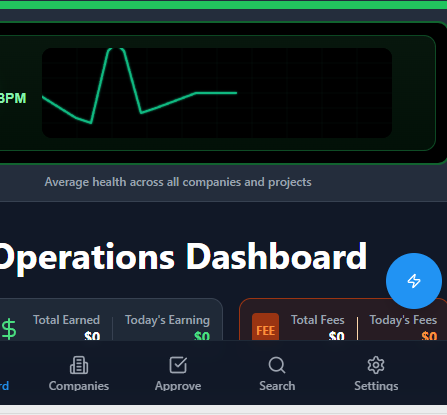 BPM
Average health across all companies and projects
Operations Dashboard
Total Earned
$0
Today's Earning
$0
FEE
Total Fees
$0
Today's Fees
$0
rd
Companies
Approve
Search
Settings